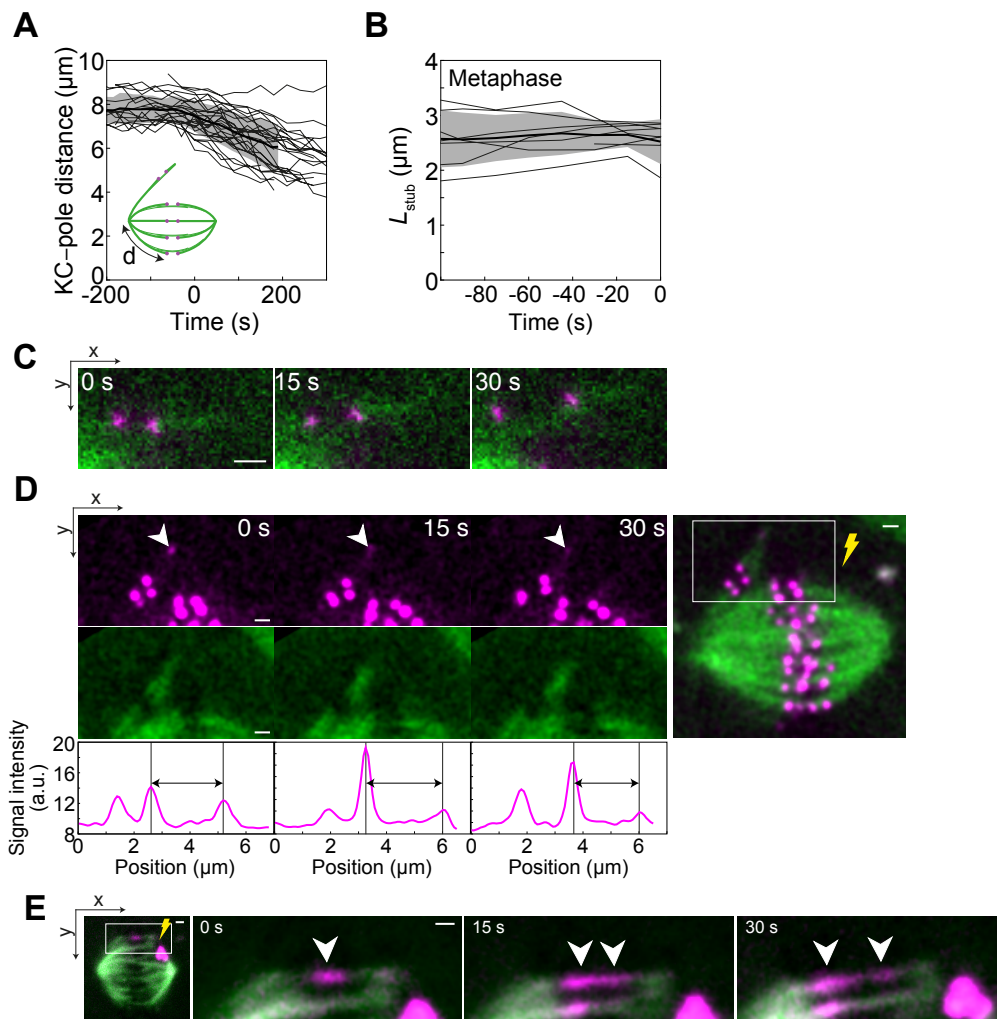 A
KC–pole distance (μm)
10
8
6
4
2
0
-200
0
200
Time (s)
d
B
Metaphase
Lstub (μm)
4
3
2
1
0
-80
-60
-40
-20
0
Time (s)
C
x
y
0 s
15 s
30 s
D
x
y
0 s
15 s
30 s
Signal intensity
(a.u.)
20
16
12
8
0 2 4 6
0 2 4 6
0 2 4 6
Position (μm)
Position (μm)
Position (μm)
E
x
y
0 s
15 s
30 s